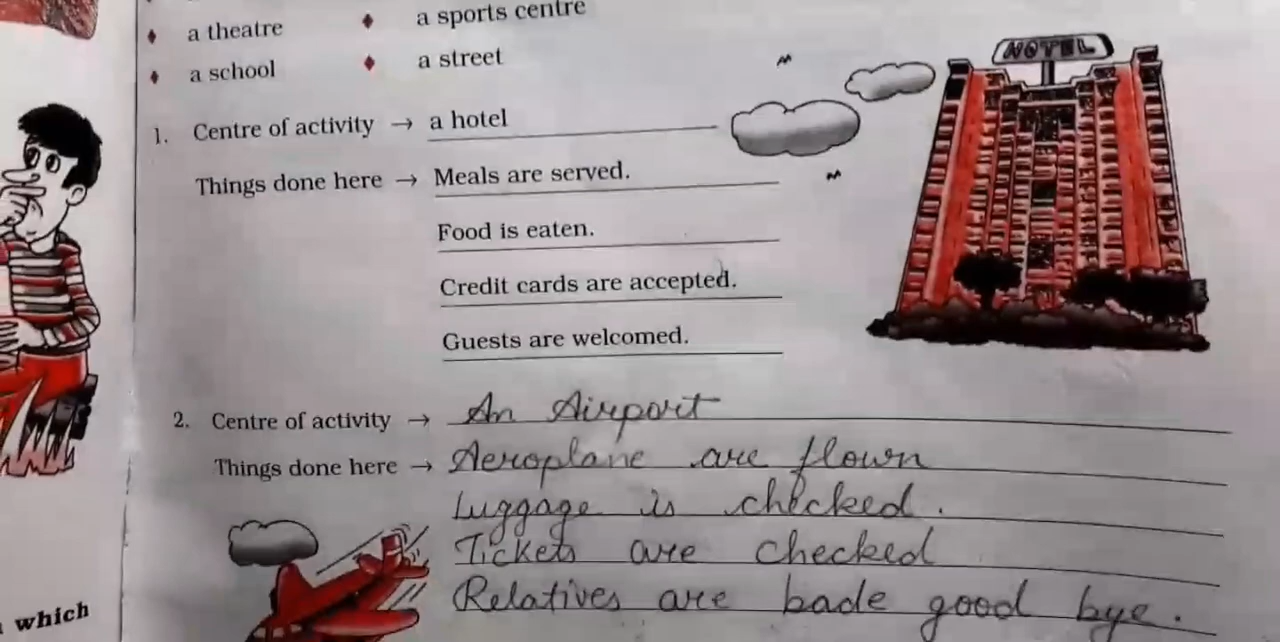 a theatre
a sports centre
a school
a street
HOTEL
1. Centre of activity → a hotel
Things done here → Meals are served.
Food is eaten.
Credit cards are accepted.
Guests are welcomed.
2. Centre of activity → An Airport
Things done here → Aeroplane are flown
Luggage is checked.
Tickets are checked
Relatives are bade good bye.
which